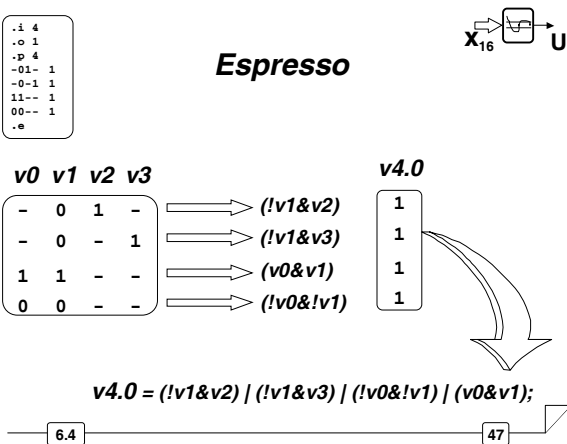 .i 4
.o 1
.p 4
-01- 1
-0-1 1
11-- 1
00-- 1
.e
Espresso
X16 U
v0 v1 v2 v3
v4.0
- 0 1 - (!v1&v2) 1
- 0 - 1 (!v1&v3) 1
1 1 - - (v0&v1) 1
0 0 - - (!v0&!v1) 1
v4.0 = (!v1&v2) | (!v1&v3) | (!v0&!v1) | (v0&v1);
6.4 47